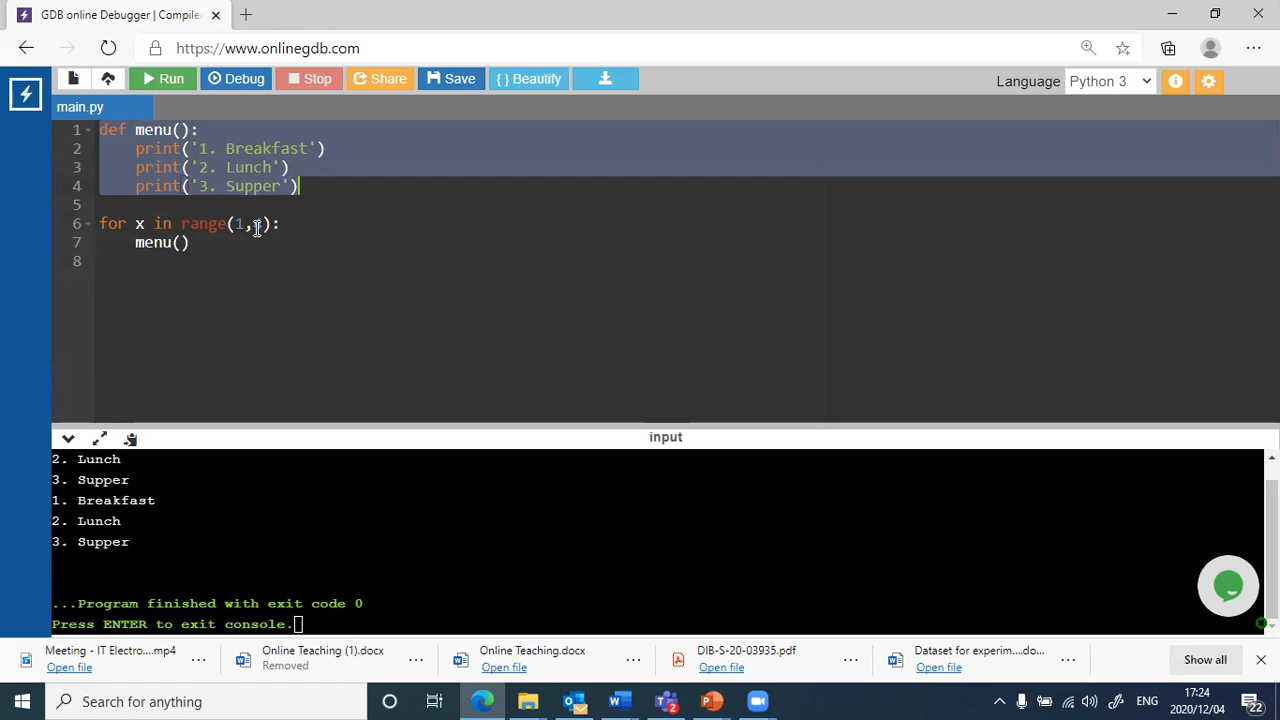 GDB online Debugger | Compile
https://www.onlinegdb.com
Run
Debug
Stop
Share
Save
{ } Beautify
Language
Python 3
main.py
1 def menu():
2 print('1. Breakfast')
3 print('2. Lunch')
4 print('3. Supper')
5
6 for x in range(1,):
7 menu()
8
input
2. Lunch
3. Supper
1. Breakfast
2. Lunch
3. Supper
...Program finished with exit code 0
Press ENTER to exit console.
Meeting - IT Electro....mp4
Open file
Online Teaching (1).docx
Removed
Online Teaching.docx
Open file
DIB-S-20-03935.pdf
Open file
Dataset for experim....do...
Open file
Show all
Search for anything
2
ENG
17:24
2020/12/04
22